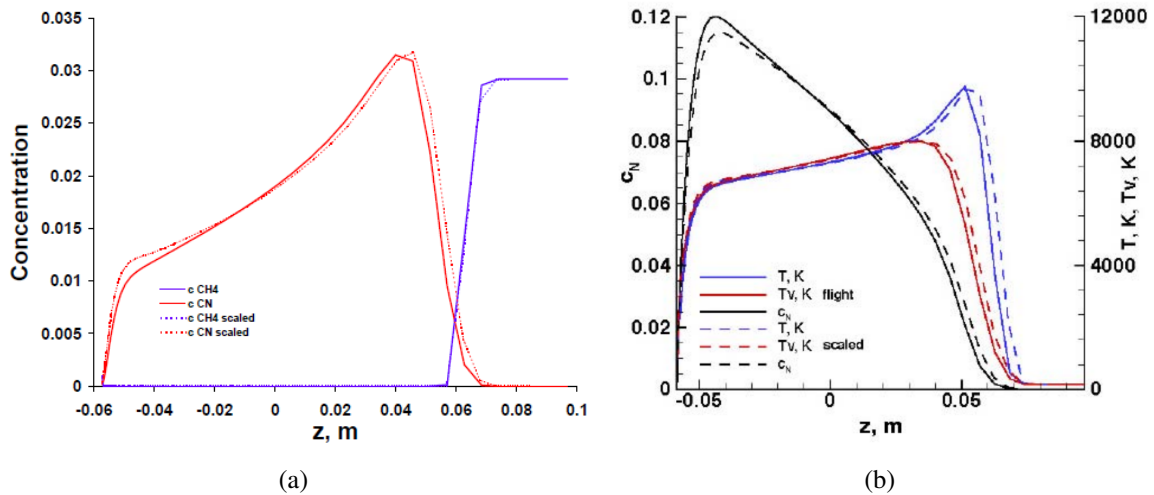 0.035
0.03
0.025
0.02
0.015
0.01
0.005
0
Concentration
c CH4
c CN
c CH4 scaled
c CN scaled
-0.06 -0.04 -0.02 0 0.02 0.04 0.06 0.08 0.1
z, m
(a)
0.12
0.1
0.08
0.06
0.04
0.02
0
c_N
T, K
Tv, K flight
c_N
T, K
Tv, K scaled
c_N
12000
8000
4000
0
T, K, Tv, K
-0.05 0 0.05
z, m
(b)